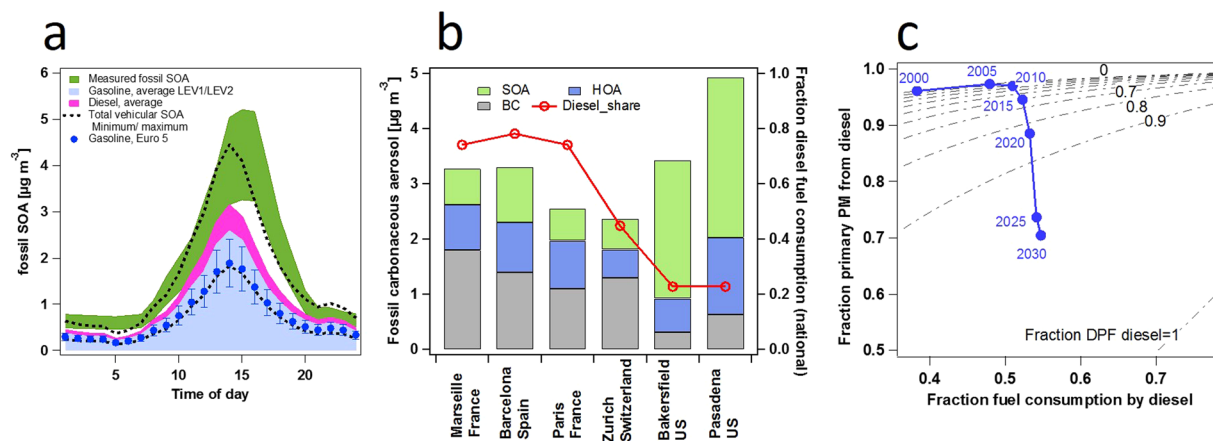 a
6
5
4
3
2
1
0
fossil SOA [µg m-3]
Measured fossil SOA
Gasoline, average LEV1/LEV2
Diesel, average
Total vehicular SOA
Minimum/ maximum
Gasoline, Euro 5
5
10
15
20
Time of day
b
5
4
3
2
1
0
Fossil carbonaceous aerosol [µg m-3]
SOA
HOA
BC
Diesel_share
1.0
0.8
0.6
0.4
0.2
0.0
Fraction diesel fuel consumption (national)
Marseille
France
Barcelona
Spain
Paris
France
Zurich
Switzerland
Bakersfield
US
Pasadena
US
c
1.00
0.90
0.80
0.70
0.60
0.50
Fraction primary PM from diesel
2000
2005
2010
2015
2020
2025
2030
0
0.7
0.8
0.9
Fraction DPF diesel=1
0.4
0.5
0.6
0.7
Fraction fuel consumption by diesel